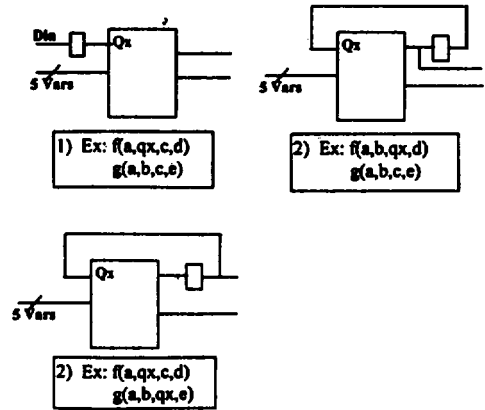 Din
Qx
5 Vars
1) Ex: f(a,qx,c,d)
g(a,b,c,e)
Qx
5 Vars
2) Ex: f(a,b,qx,d)
g(a,b,c,e)
Qx
5 Vars
2) Ex: f(a,qx,c,d)
g(a,b,qx,e)